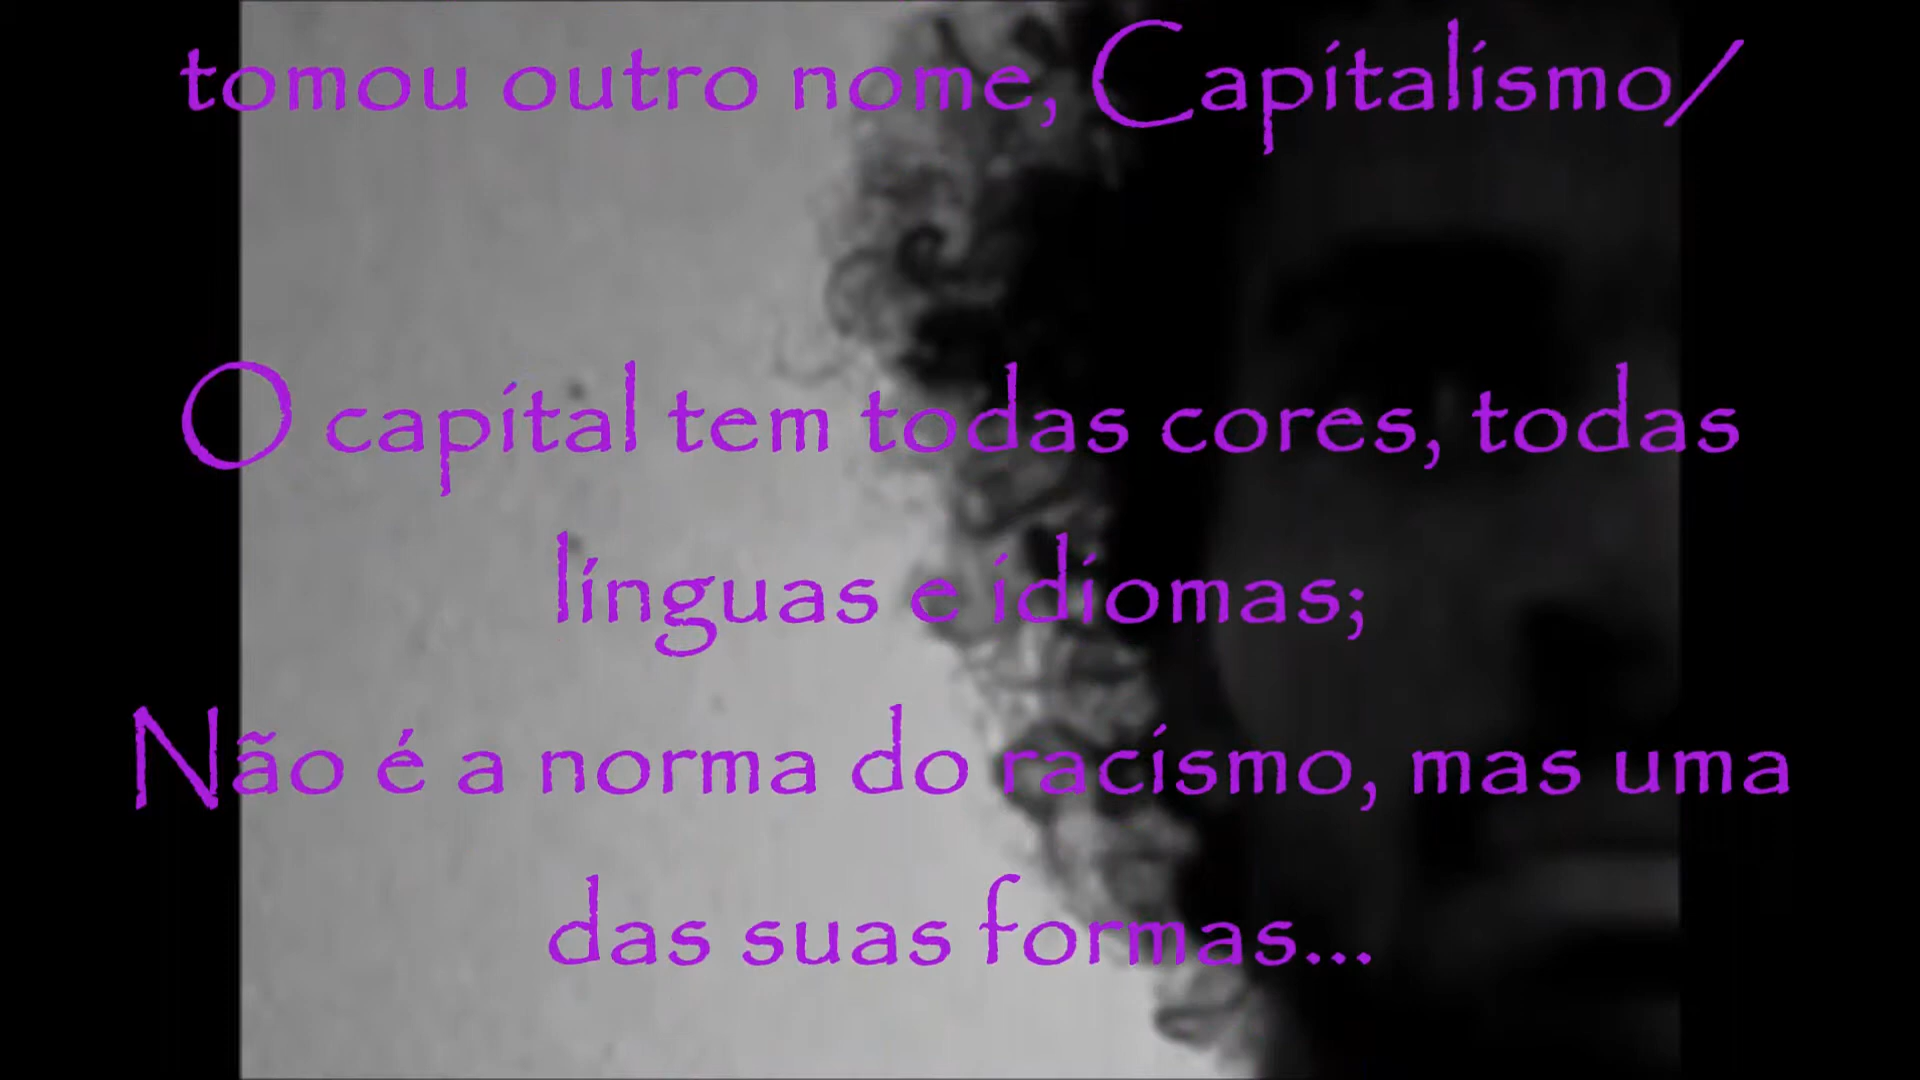 tomou outro nome, Capitalismo/
O capital tem todas cores, todas
línguas e idiomas;
Não é a norma do racismo, mas uma
das suas formas...